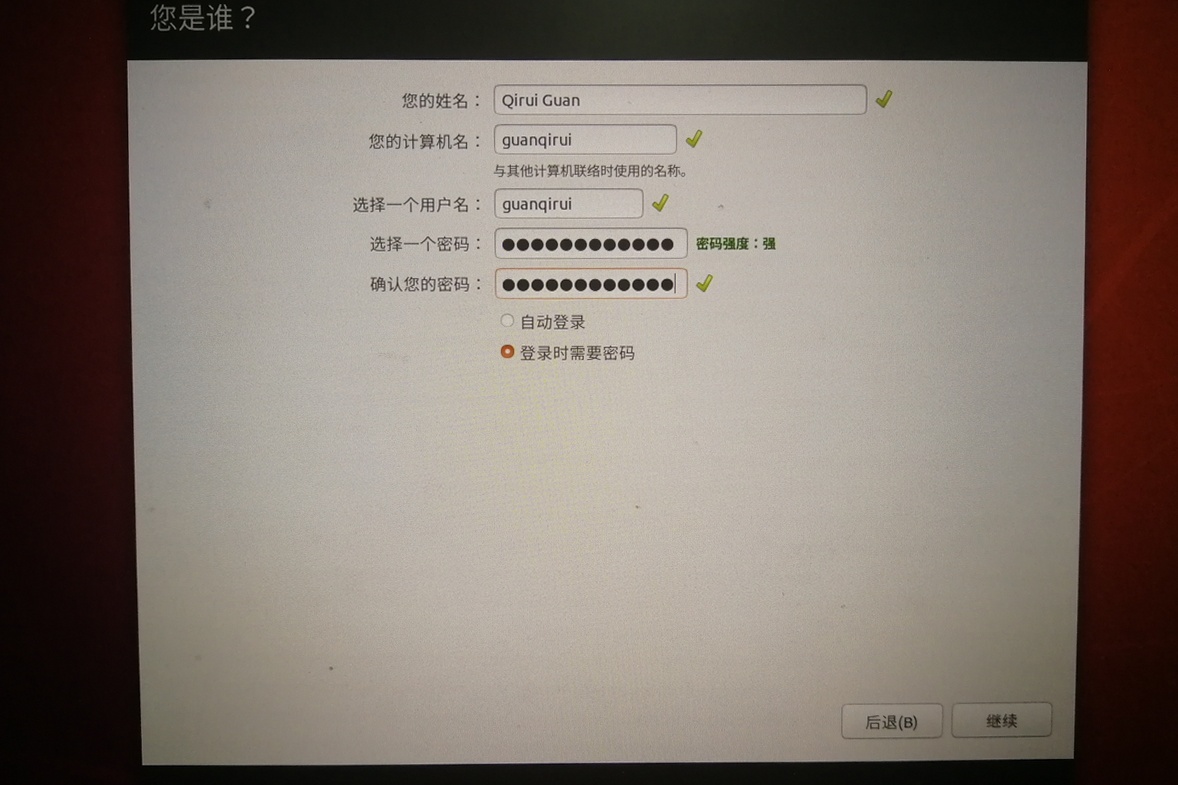 您是谁？
您的姓名： Qirui Guan
您的计算机名： guanqirui
与其他计算机联络时使用的名称。
选择一个用户名： guanqirui
选择一个密码： ●●●●●●●●●●●● 密码强度：强
确认您的密码： ●●●●●●●●●●●●
自动登录
登录时需要密码
后退(B) 继续